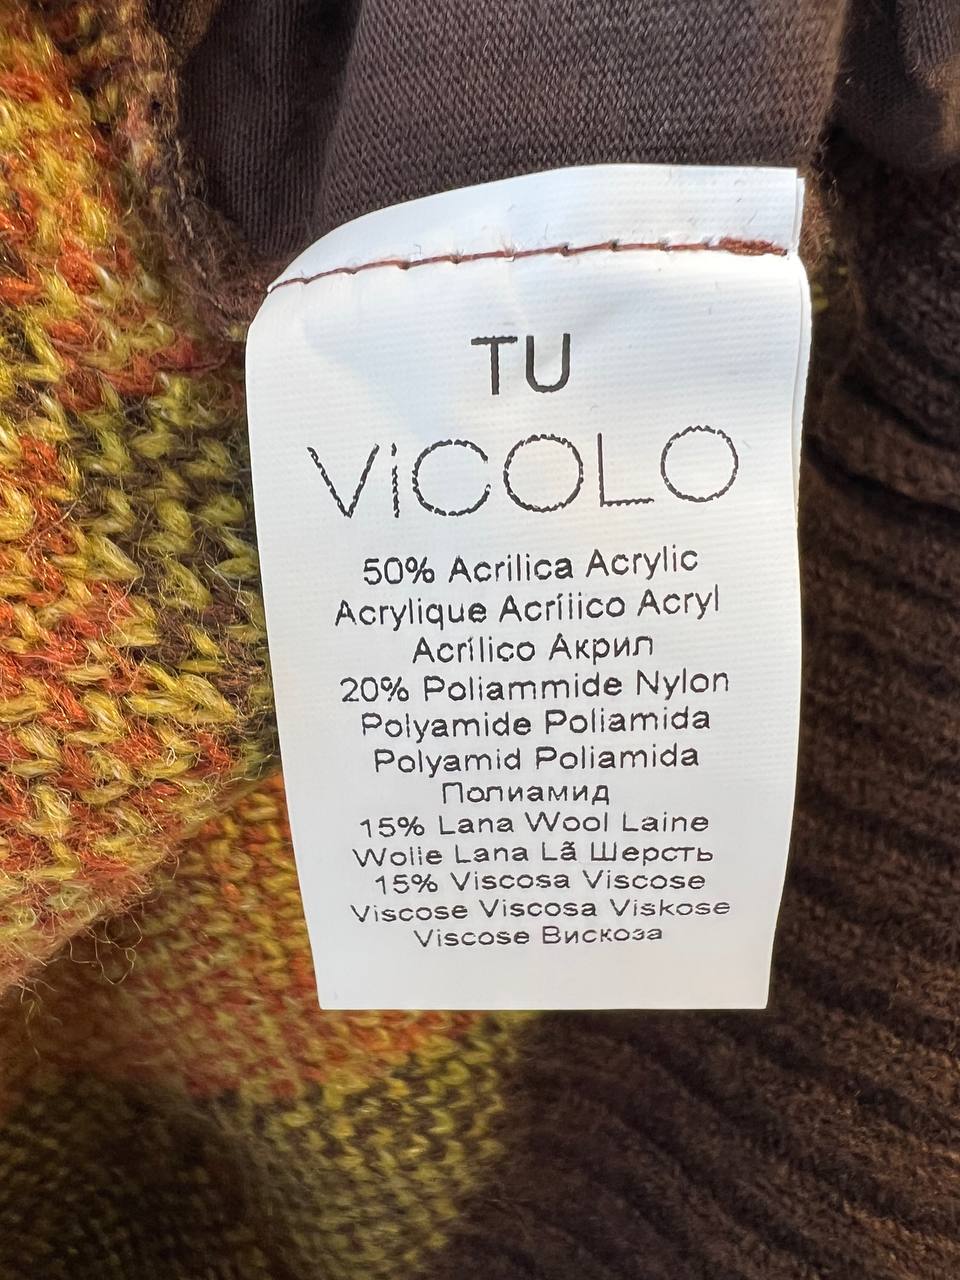 TU
ViCOLO
50% Acrilica Acrylic
Acrylique Acríiico Acryl
Acrílico Акрил
20% Poliammide Nylon
Polyamide Poliamida
Polyamid Poliamida
Полиамид
15% Lana Wool Laine
Wolle Lana Lã Шерсть
15% Viscosa Viscose
Viscose Viscosa Viskose
Viscose Вискоза